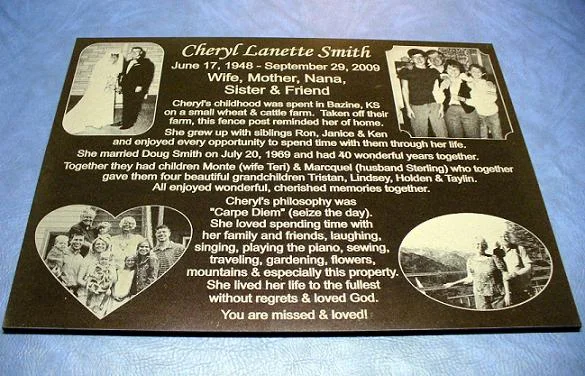 Cheryl Lanette Smith
June 17, 1948 - September 29, 2009
Wife, Mother, Nana,
Sister & Friend
Cheryl's childhood was spent in Bazine, KS
on a small wheat & cattle farm. Taken off their
farm, this fence post reminded her of home.
She grew up with siblings Ron, Janice & Ken
and enjoyed every opportunity to spend time with them through her life.
She married Doug Smith on July 20, 1969 and had 40 wonderful years together.
Together they had children Monte (wife Teri) & Marcquel (husband Sterling) who together
gave them four beautiful grandchildren Tristan, Lindsey, Holden & Taylin.
All enjoyed wonderful, cherished memories together.
Cheryl's philosophy was
"Carpe Diem" (seize the day).
She loved spending time with
her family and friends, laughing,
singing, playing the piano, sewing,
traveling, gardening, flowers,
mountains & especially this property.
She lived her life to the fullest
without regrets & loved God.
You are missed & loved!